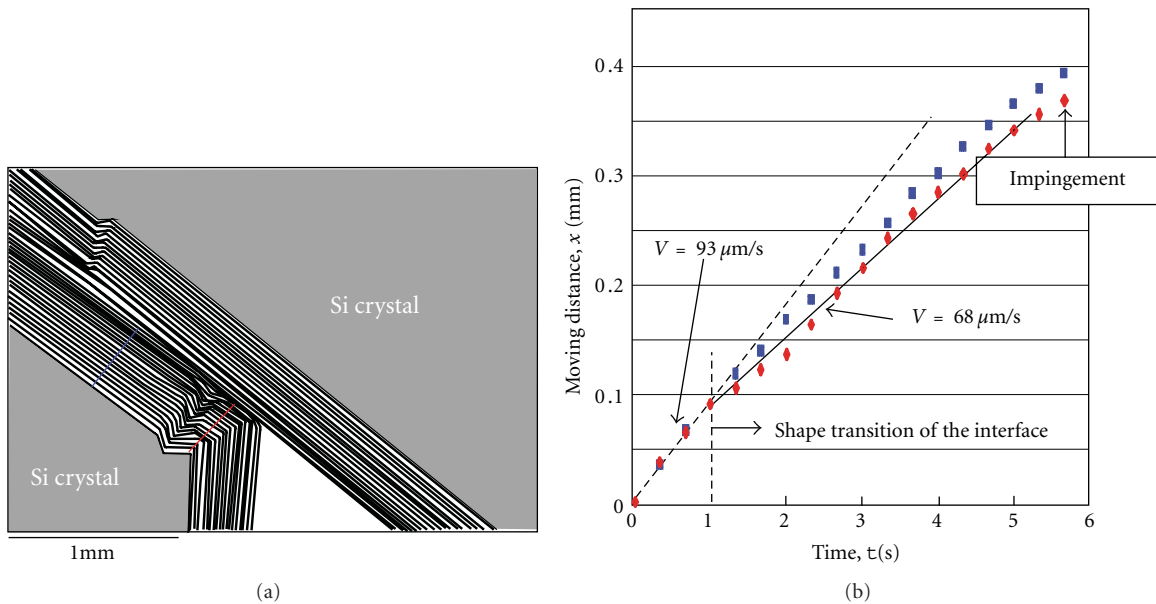 Si crystal
Si crystal
1mm
(a)
Moving distance, x (mm)
0.4
0.3
0.2
0.1
0
0
1
2
3
4
5
6
Time, t(s)
V = 93 μm/s
V = 68 μm/s
Impingement
Shape transition of the interface
(b)